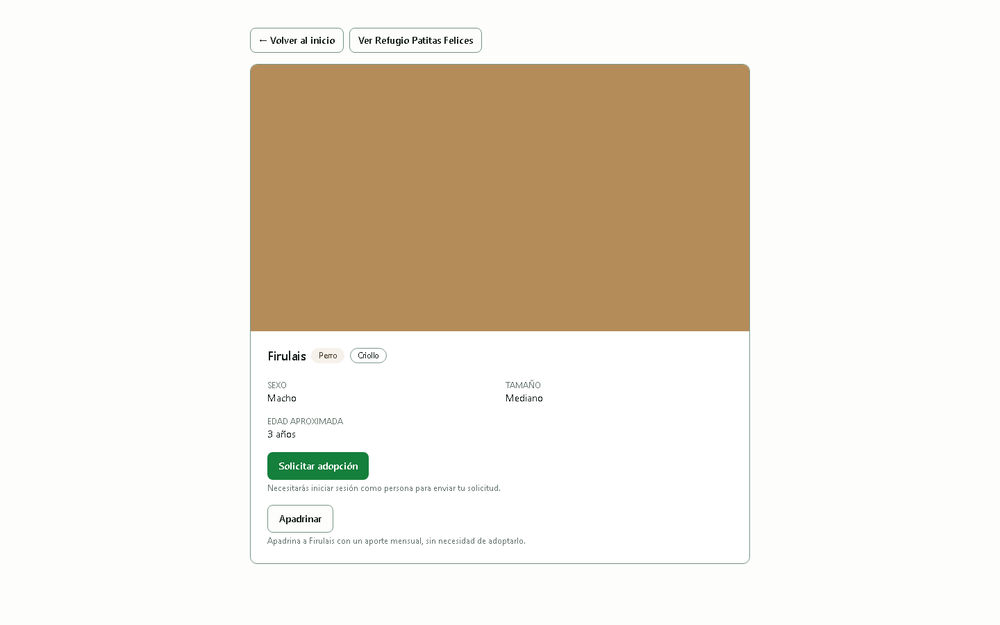 ← Volver al inicio Ver Refugio Patitas Felices
Firulais Perro Criollo
SEXO TAMAÑO
Macho Mediano
EDAD APROXIMADA
3 años
Solicitar adopción
Necesitarás iniciar sesión como persona para enviar tu solicitud.
Apadrinar
Apadrina a Firulais con un aporte mensual, sin necesidad de adoptarlo.